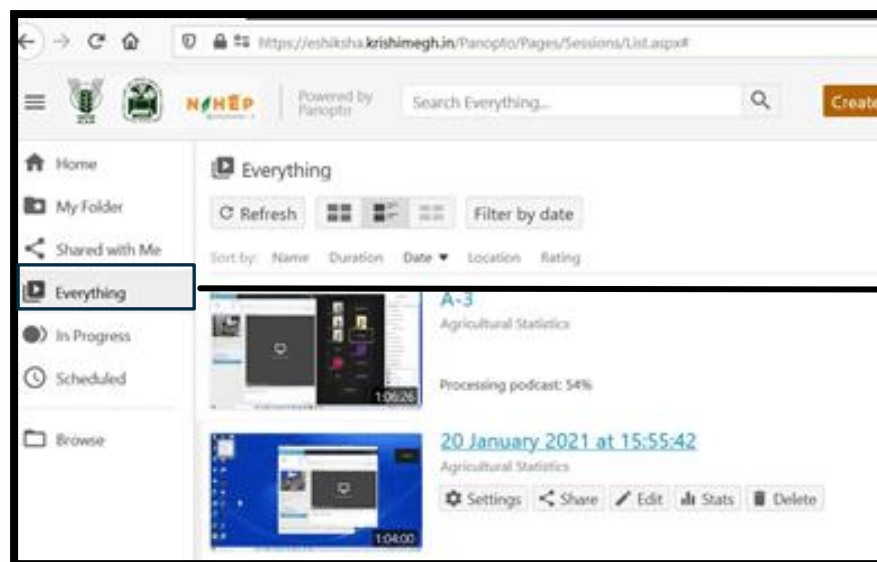 https://eshiksha.krishimegh.in/Panopto/Pages/Sessions/List.aspx#
NAHEP
Powered by
Panopto
Search Everything...
Create
Home
My Folder
Shared with Me
Everything
In Progress
Scheduled
Browse
Everything
Refresh
Filter by date
Sort by: Name Duration Date ▼ Location Rating
A-3
Agricultural Statistics
Processing podcast: 54%
1:06:26
20 January 2021 at 15:55:42
Agricultural Statistics
Settings Share Edit Stats Delete
1:04:00